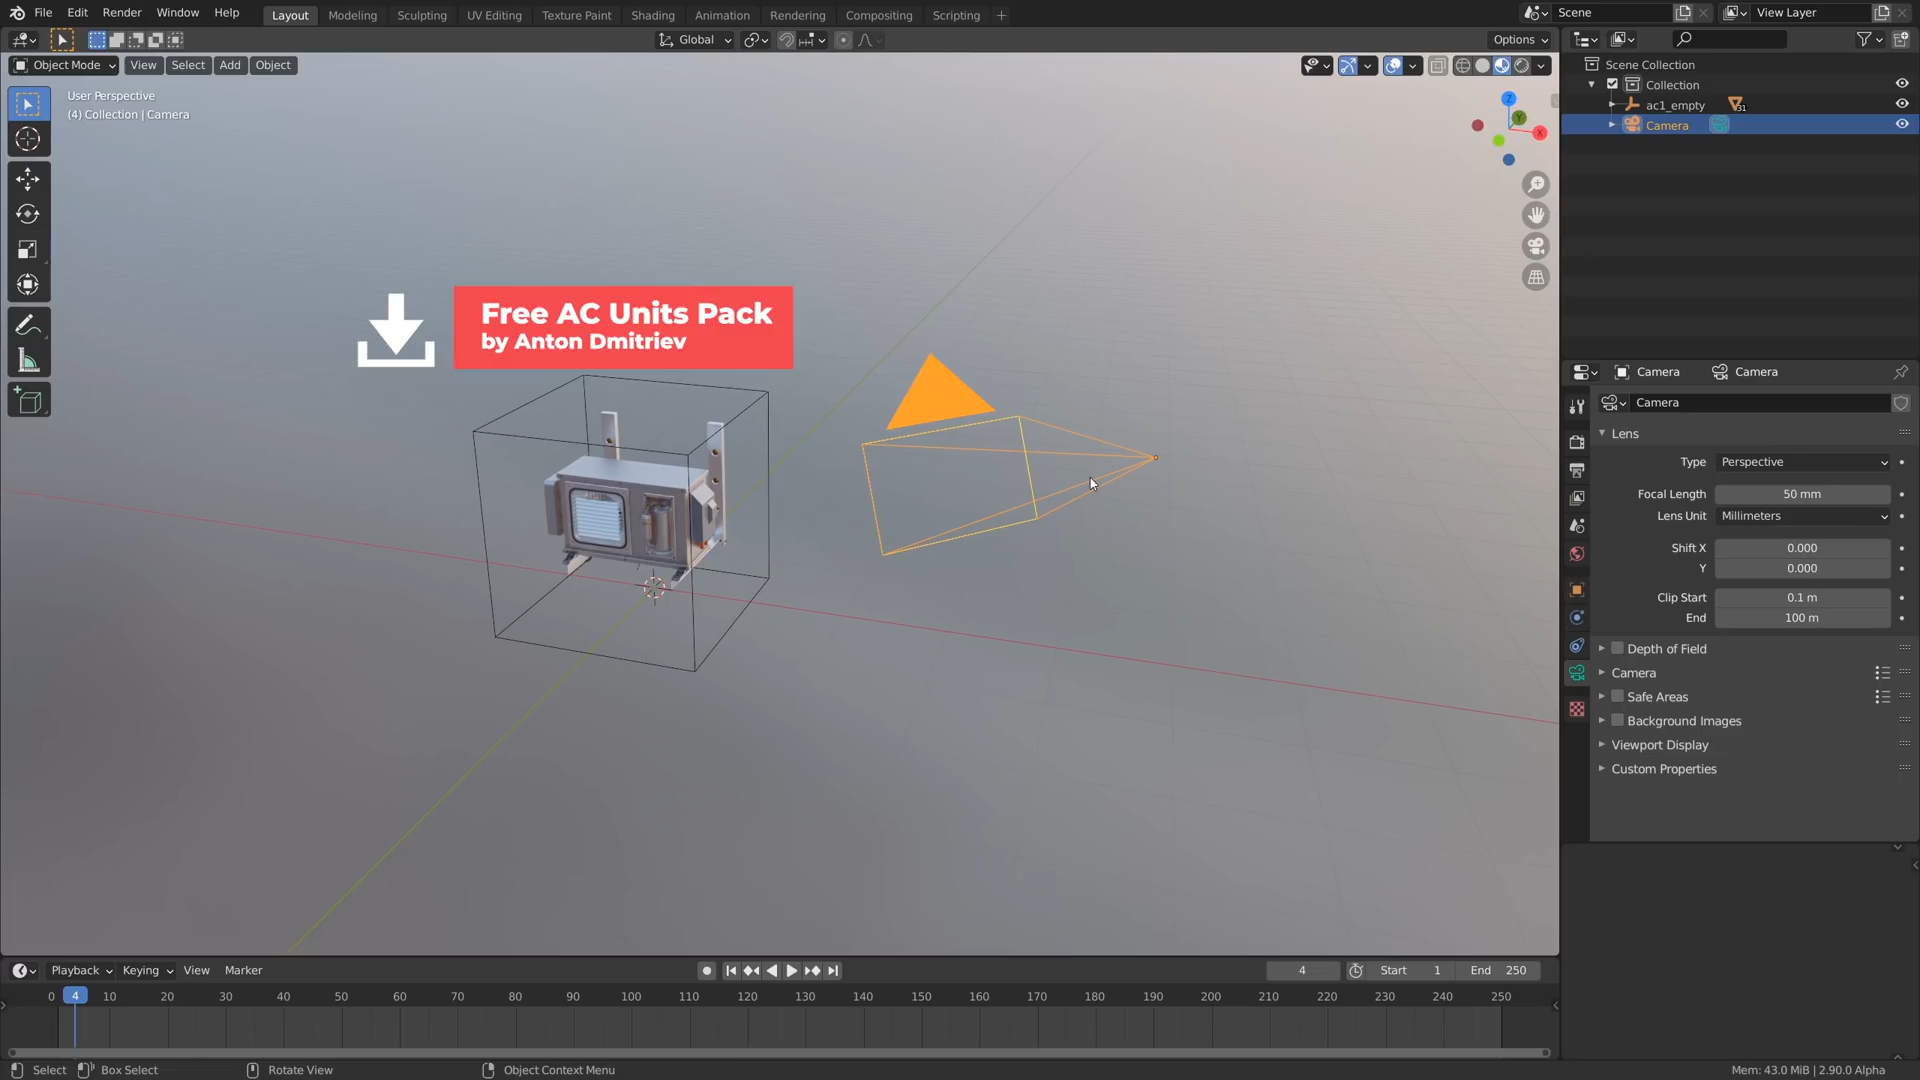 File Edit Render Window Help Layout Modeling Sculpting UV Editing Texture Paint Shading Animation Rendering Compositing Scripting Scene View Layer
Global Options
Object Mode View Select Add Object
User Perspective
(4) Collection | Camera
Z
Y
X
Free AC Units Pack
by Anton Dmitriev
Scene Collection
Collection
ac1_empty 31
Camera
Camera Camera
Camera
Lens
Type Perspective
Focal Length 50 mm
Lens Unit Millimeters
Shift X 0.000
Y 0.000
Clip Start 0.1 m
End 100 m
Depth of Field
Camera
Safe Areas
Background Images
Viewport Display
Custom Properties
Playback Keying View Marker 4 Start 1 End 250
0 4 10 20 30 40 50 60 70 80 90 100 110 120 130 140 150 160 170 180 190 200 210 220 230 240 250
Select Box Select Rotate View Object Context Menu Mem: 43.0 MiB | 2.90.0 Alpha